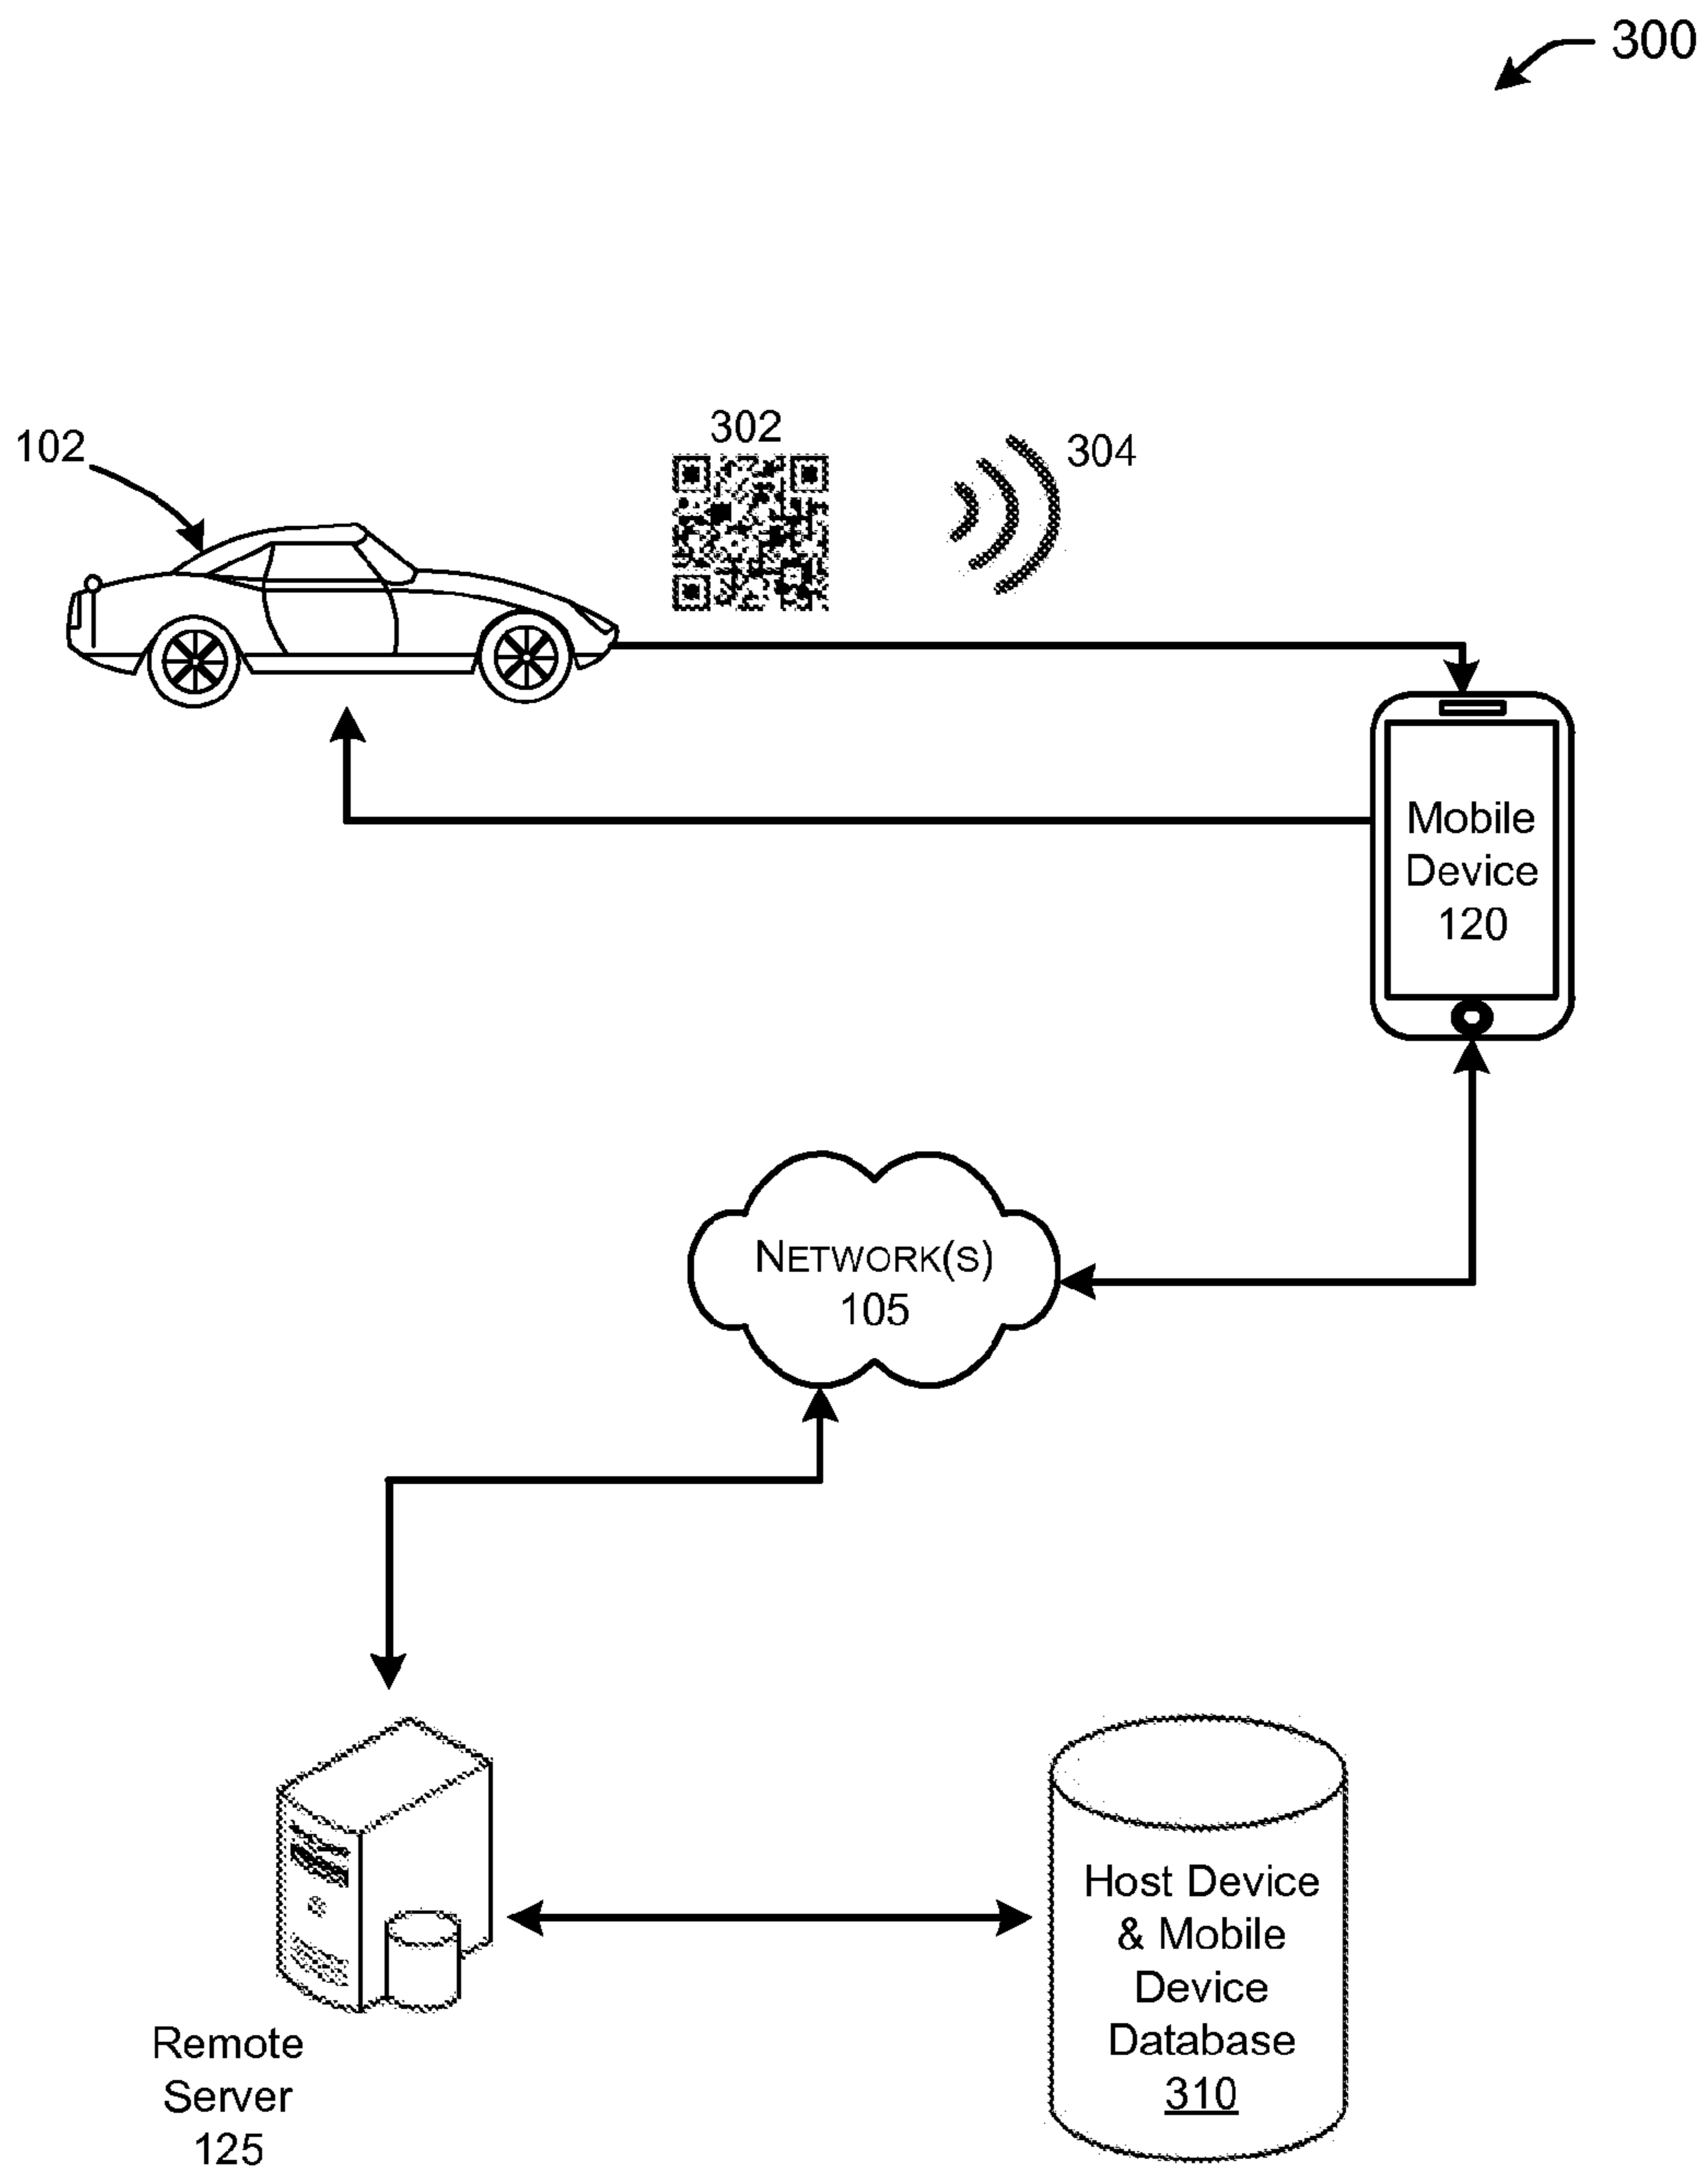 300
102
302
304
Mobile
Device
120
NETWORK(S)
105
Host Device
& Mobile
Device
Database
310
Remote
Server
125